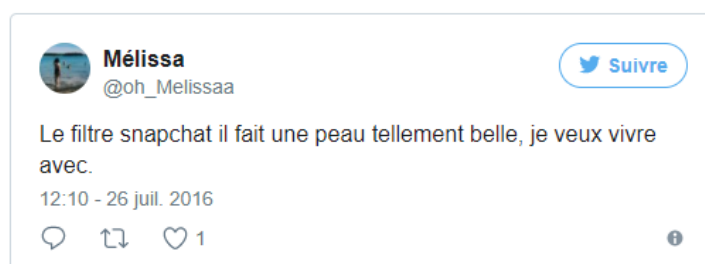 Mélissa
@oh_Melissaa
Suivre
Le filtre snapchat il fait une peau tellement belle, je veux vivre
avec.
12:10 - 26 juil. 2016
1